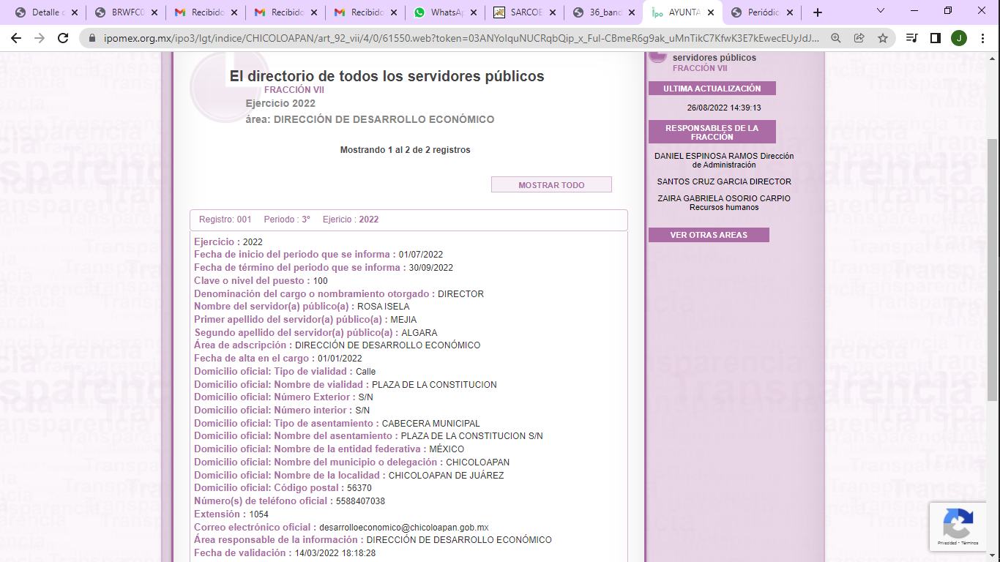 Detalle d
BRWFC0
Recibido
Recibido
Recibido
WhatsAp
SARCOE
36_band
AYUNTA
Periódic
ipomex.org.mx/ipo3/lgt/indice/CHICOLOAPAN/art_92_vii/4/0/61550.web?token=03ANYolquNUCRqbQip_x_Ful-CBmeR6g9ak_uMnTikC7KfwK3E7kEwecEUyJdJ...
J
El directorio de todos los servidores públicos
FRACCIÓN VII
Ejercicio 2022
área: DIRECCIÓN DE DESARROLLO ECONÓMICO
Mostrando 1 al 2 de 2 registros
MOSTRAR TODO
Registro: 001 Periodo : 3º Ejericio : 2022
Ejercicio : 2022
Fecha de inicio del periodo que se informa : 01/07/2022
Fecha de término del periodo que se informa : 30/09/2022
Clave o nivel del puesto : 100
Denominación del cargo o nombramiento otorgado : DIRECTOR
Nombre del servidor(a) público(a) : ROSA ISELA
Primer apellido del servidor(a) público(a) : MEJIA
Segundo apellido del servidor(a) público(a) : ALGARA
Área de adscripción : DIRECCIÓN DE DESARROLLO ECONÓMICO
Fecha de alta en el cargo : 01/01/2022
Domicilio oficial: Tipo de vialidad : Calle
Domicilio oficial: Nombre de vialidad : PLAZA DE LA CONSTITUCION
Domicilio oficial: Número Exterior : S/N
Domicilio oficial: Número interior : S/N
Domicilio oficial: Tipo de asentamiento : CABECERA MUNICIPAL
Domicilio oficial: Nombre del asentamiento : PLAZA DE LA CONSTITUCION S/N
Domicilio oficial: Nombre de la entidad federativa : MÉXICO
Domicilio oficial: Nombre del municipio o delegación : CHICOLOAPAN
Domicilio oficial: Nombre de la localidad : CHICOLOAPAN DE JUÁREZ
Domicilio oficial: Código postal : 56370
Número(s) de teléfono oficial : 5588407038
Extensión : 1054
Correo electrónico oficial : desarrolloeconomico@chicoloapan.gob.mx
Área responsable de la información : DIRECCIÓN DE DESARROLLO ECONÓMICO
Fecha de validación : 14/03/2022 18:18:28
servidores públicos
FRACCIÓN VII
ULTIMA ACTUALIZACIÓN
26/08/2022 14:39:13
RESPONSABLES DE LA
FRACCIÓN
DANIEL ESPINOSA RAMOS Dirección
de Administración
SANTOS CRUZ GARCIA DIRECTOR
ZAIRA GABRIELA OSORIO CARPIO
Recursos humanos
VER OTRAS AREAS
Privacidad - Términos